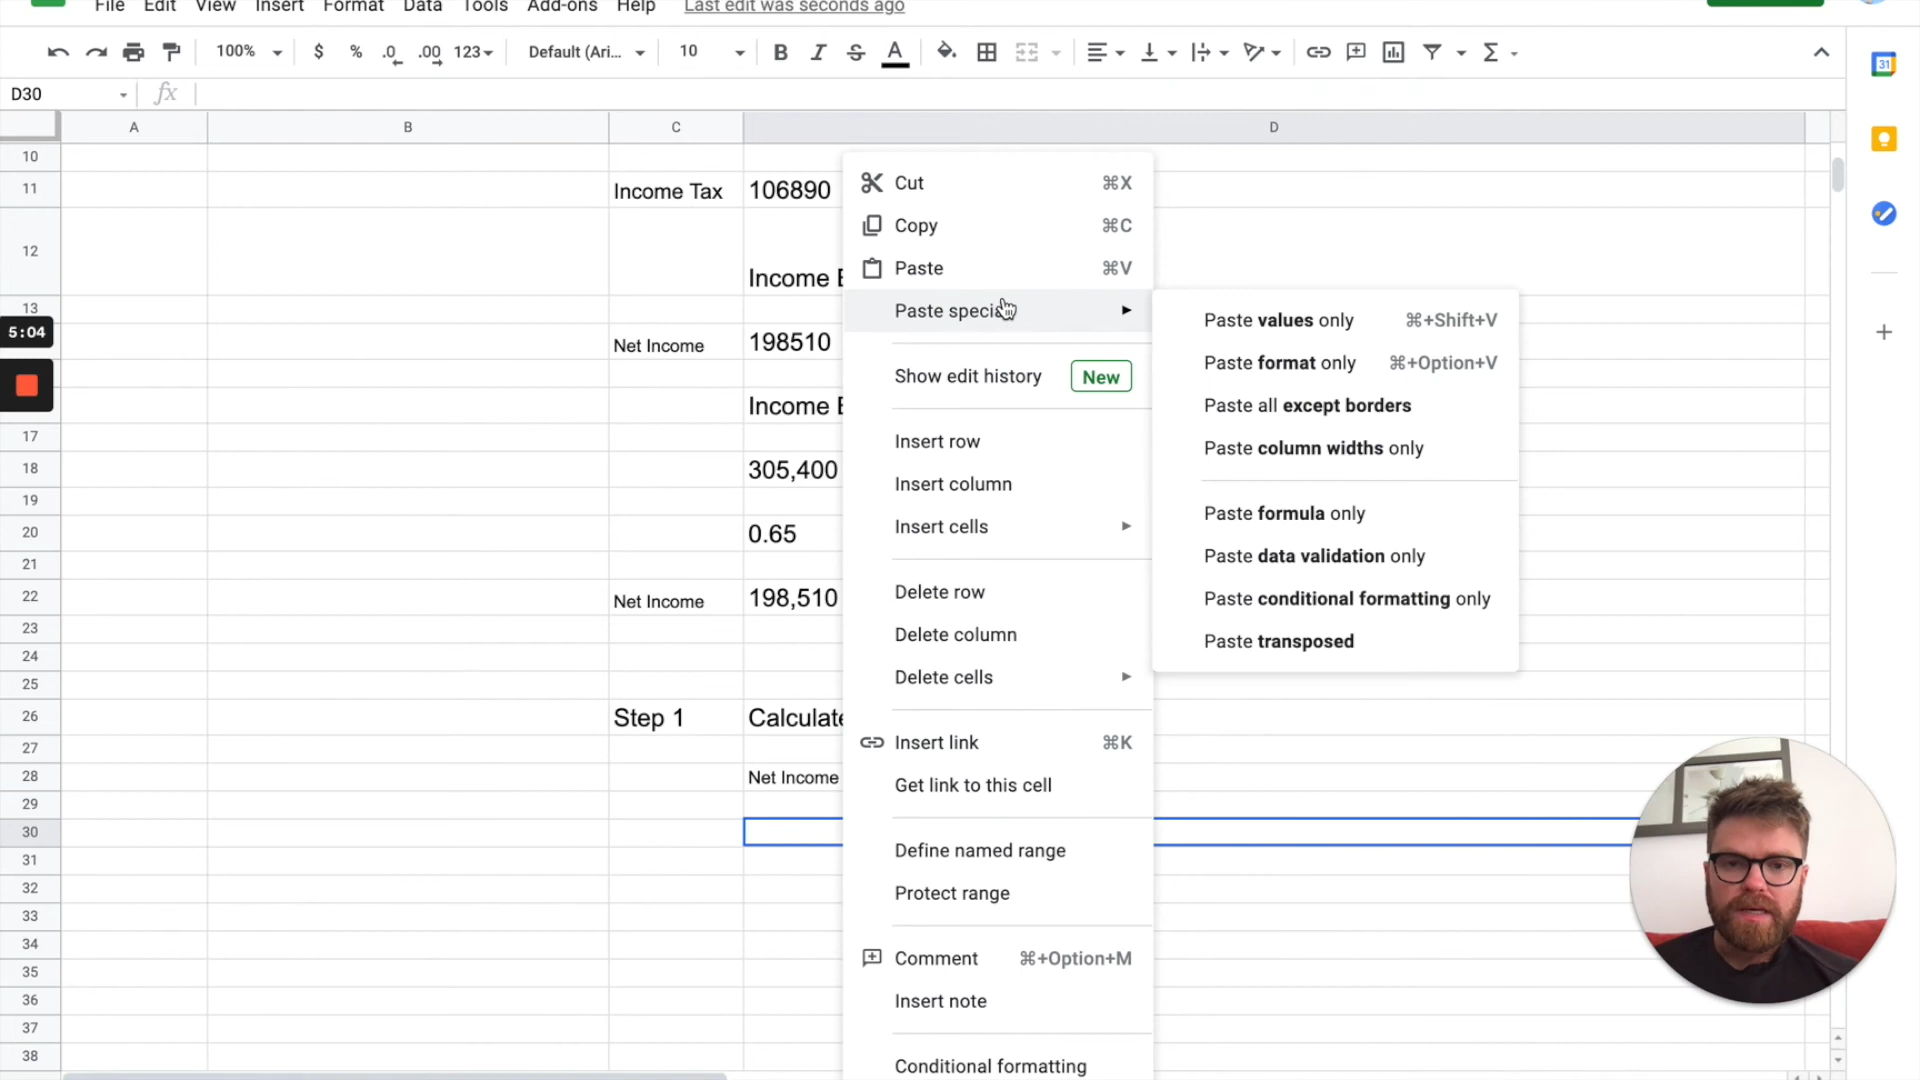 File Edit View Insert Format Data Tools Add-ons Help Last edit was seconds ago
100% $ % .0 .00 123 Default (Ari... 10 B I S A Σ
D30 fx
A B C D
10
11 Income Tax 106890
12 Income
13
Net Income 198510
Income
17
18 305,400
19
20 0.65
21
22 Net Income 198,510
23
24
25
26 Step 1 Calculate
27
28 Net Income
29
30
31
32
33
34
35
36
37
38
5:04
Cut ⌘X
Copy ⌘C
Paste ⌘V
Paste special
Show edit history New
Insert row
Insert column
Insert cells
Delete row
Delete column
Delete cells
Insert link ⌘K
Get link to this cell
Define named range
Protect range
Comment ⌘+Option+M
Insert note
Conditional formatting
Paste values only ⌘+Shift+V
Paste format only ⌘+Option+V
Paste all except borders
Paste column widths only
Paste formula only
Paste data validation only
Paste conditional formatting only
Paste transposed
31